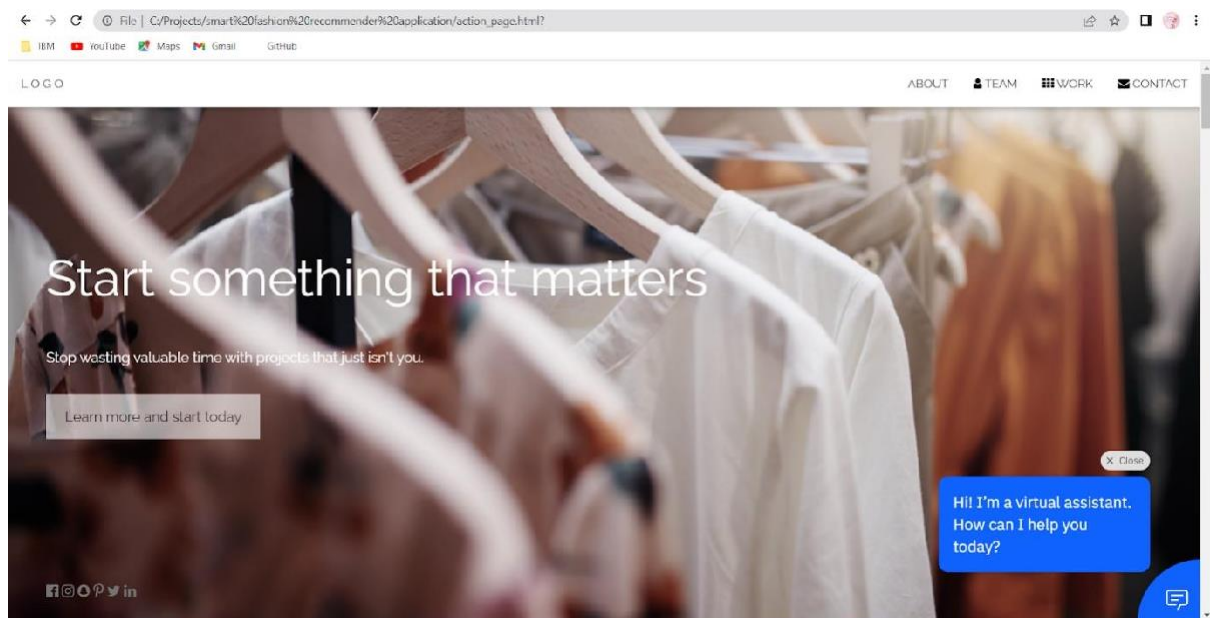 File | C:/Projects/smart%20fashion%20recommender%20application/action_page.html?
IBM YouTube Maps Gmail GitHub
LOGO ABOUT TEAM WORK CONTACT
Start something that matters
Stop wasting valuable time with projects that just isn't you.
Learn more and start today
X Close
Hi! I'm a virtual assistant.
How can I help you
today?